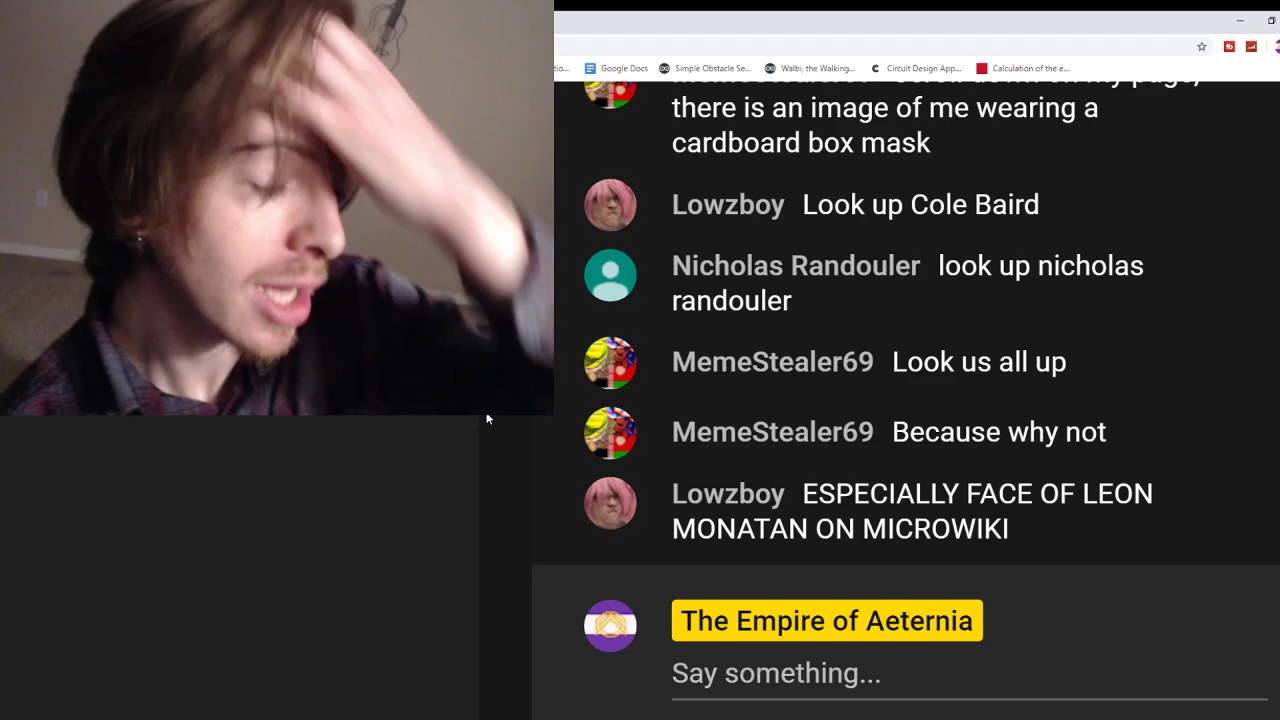 Google Docs
Simple Obstacle Se...
Walbi, the Walking...
Circuit Design App...
Calculation of the e...
there is an image of me wearing a
cardboard box mask
Lowzboy Look up Cole Baird
Nicholas Randouler look up nicholas
randouler
MemeStealer69 Look us all up
MemeStealer69 Because why not
Lowzboy ESPECIALLY FACE OF LEON
MONATAN ON MICROWIKI
The Empire of Aeternia
Say something...